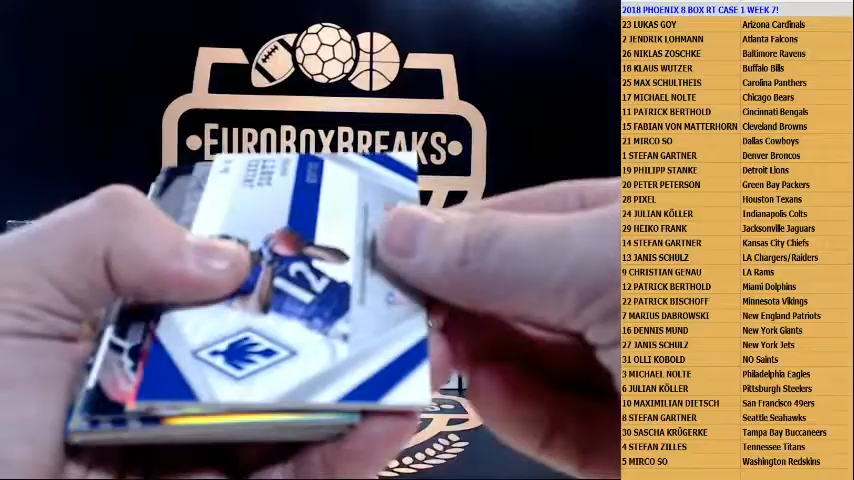 EUROBOXBREAKS
12
2018 PHOENIX 8 BOX RT CASE 1 WEEK 7!
23 LUKAS GOY Arizona Cardinals
2 JENDRIK LOHMANN Atlanta Falcons
26 NIKLAS ZOSCHKE Baltimore Ravens
18 KLAUS WUTZER Buffalo Bills
25 MAX SCHULTHEIS Carolina Panthers
17 MICHAEL NOLTE Chicago Bears
11 PATRICK BERTHOLD Cincinnati Bengals
15 FABIAN VON MATTERHORN Cleveland Browns
21 MIRCO SO Dallas Cowboys
1 STEFAN GARTNER Denver Broncos
19 PHILIPP STANKE Detroit Lions
20 PETER PETERSON Green Bay Packers
28 PIXEL Houston Texans
24 JULIAN KÖLLER Indianapolis Colts
29 HEIKO FRANK Jacksonville Jaguars
14 STEFAN GARTNER Kansas City Chiefs
13 JANIS SCHULZ LA Chargers/Raiders
9 CHRISTIAN GENAU LA Rams
12 PATRICK BERTHOLD Miami Dolphins
22 PATRICK BISCHOFF Minnesota Vikings
7 MARIUS DABROWSKI New England Patriots
16 DENNIS MUND New York Giants
27 JANIS SCHULZ New York Jets
31 OLLI KOBOLD NO Saints
3 MICHAEL NOLTE Philadelphia Eagles
6 JULIAN KÖLLER Pittsburgh Steelers
10 MAXIMILIAN DIETSCH San Francisco 49ers
8 STEFAN GARTNER Seattle Seahawks
30 SASCHA KRÜGERKE Tampa Bay Buccaneers
4 STEFAN ZILLES Tennessee Titans
5 MIRCO SO Washington Redskins